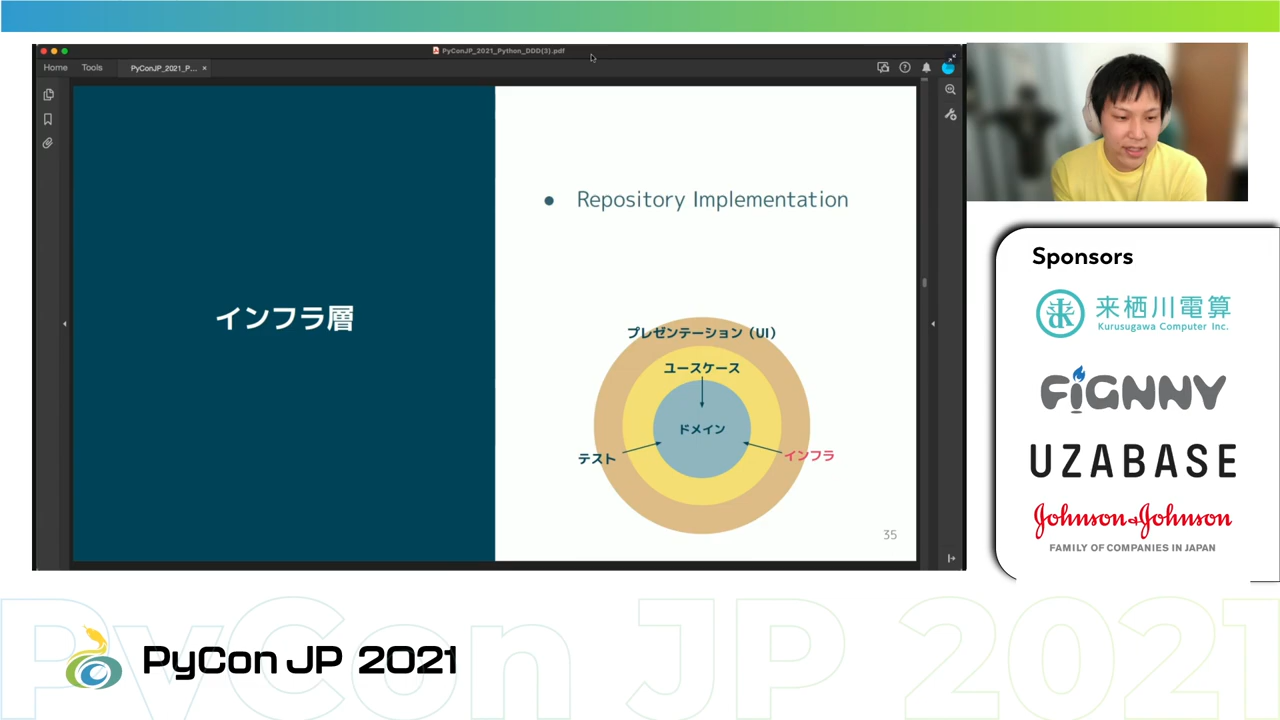 PyConJP_2021_Python_DDD(3).pdf
Home Tools PyConJP_2021_P... ×
インフラ層
● Repository Implementation
プレゼンテーション（UI）
ユースケース
ドメイン
テスト
インフラ
35
Sponsors
来栖川電算
Kurusugawa Computer Inc.
FiGNNY
UZABASE
Johnson&Johnson
FAMILY OF COMPANIES IN JAPAN
PyCon JP 2021
PyCon JP 2021